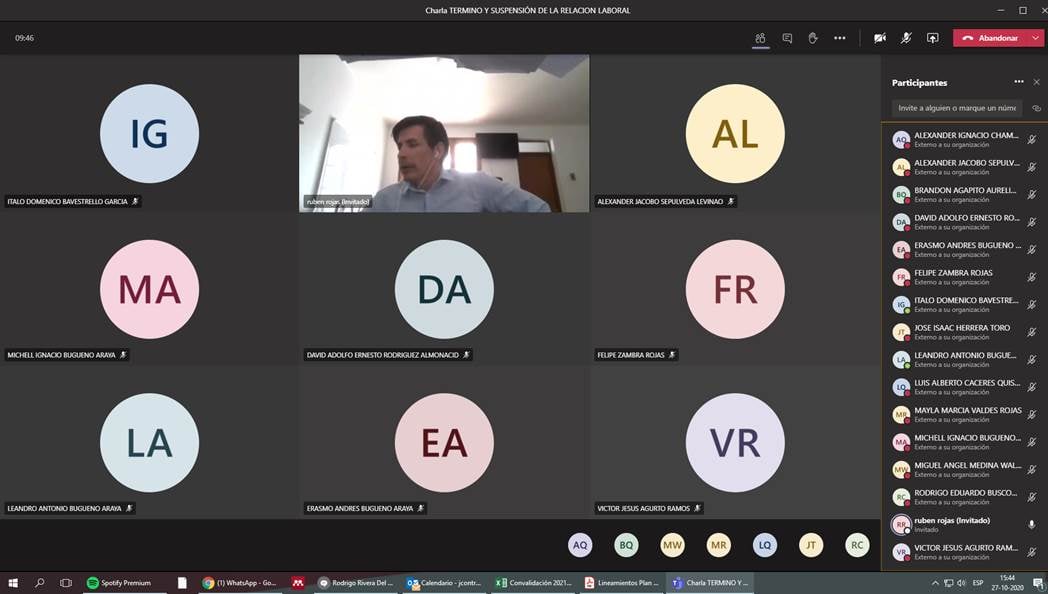 Charla TERMINO Y SUSPENSIÓN DE LA RELACION LABORAL
09:46
Abandonar
IG
ITALO DOMENICO BAVESTRELLO GARCIA
ruben rojas (Invitado)
AL
ALEXANDER JACOBO SEPULVEDA LEVINAO
MA
MICHELL IGNACIO BUGUENO ARAYA
DA
DAVID ADOLFO ERNESTO RODRIGUEZ ALMONACID
FR
FELIPE ZAMBRA ROJAS
LA
LEANDRO ANTONIO BUGUENO ARAYA
EA
ERASMO ANDRES BUGUENO ARAYA
VR
VICTOR JESUS AGURTO RAMOS
AQ
BQ
MW
MR
LQ
JT
RC
Participantes
Invite a alguien o marque un núme
AQ
ALEXANDER IGNACIO CHAM...
Externo a su organización
AL
ALEXANDER JACOBO SEPULV...
Externo a su organización
BQ
BRANDON AGAPITO AURELI...
Externo a su organización
DA
DAVID ADOLFO ERNESTO RO...
Externo a su organización
EA
ERASMO ANDRES BUGUENO ...
Externo a su organización
FR
FELIPE ZAMBRA ROJAS
Externo a su organización
IG
ITALO DOMENICO BAVESTRE...
Externo a su organización
JT
JOSE ISAAC HERRERA TORO
Externo a su organización
LA
LEANDRO ANTONIO BUGUE...
Externo a su organización
LQ
LUIS ALBERTO CACERES QUIS...
Externo a su organización
MR
MAYLA MARCIA VALDES ROJAS
Externo a su organización
MA
MICHELL IGNACIO BUGUENO...
Externo a su organización
MW
MIGUEL ANGEL MEDINA WAL...
Externo a su organización
RC
RODRIGO EDUARDO BUSCO...
Externo a su organización
RR
ruben rojas (Invitado)
Invitado
VR
VICTOR JESUS AGURTO RAM...
Externo a su organización
Spotify Premium
(1) WhatsApp - Go...
Rodrigo Rivera Del ...
Calendario - jcontr...
Convalidación 2021...
Lineamientos Plan ...
Charla TERMINO Y ...
ESP
15:44
27-10-2020